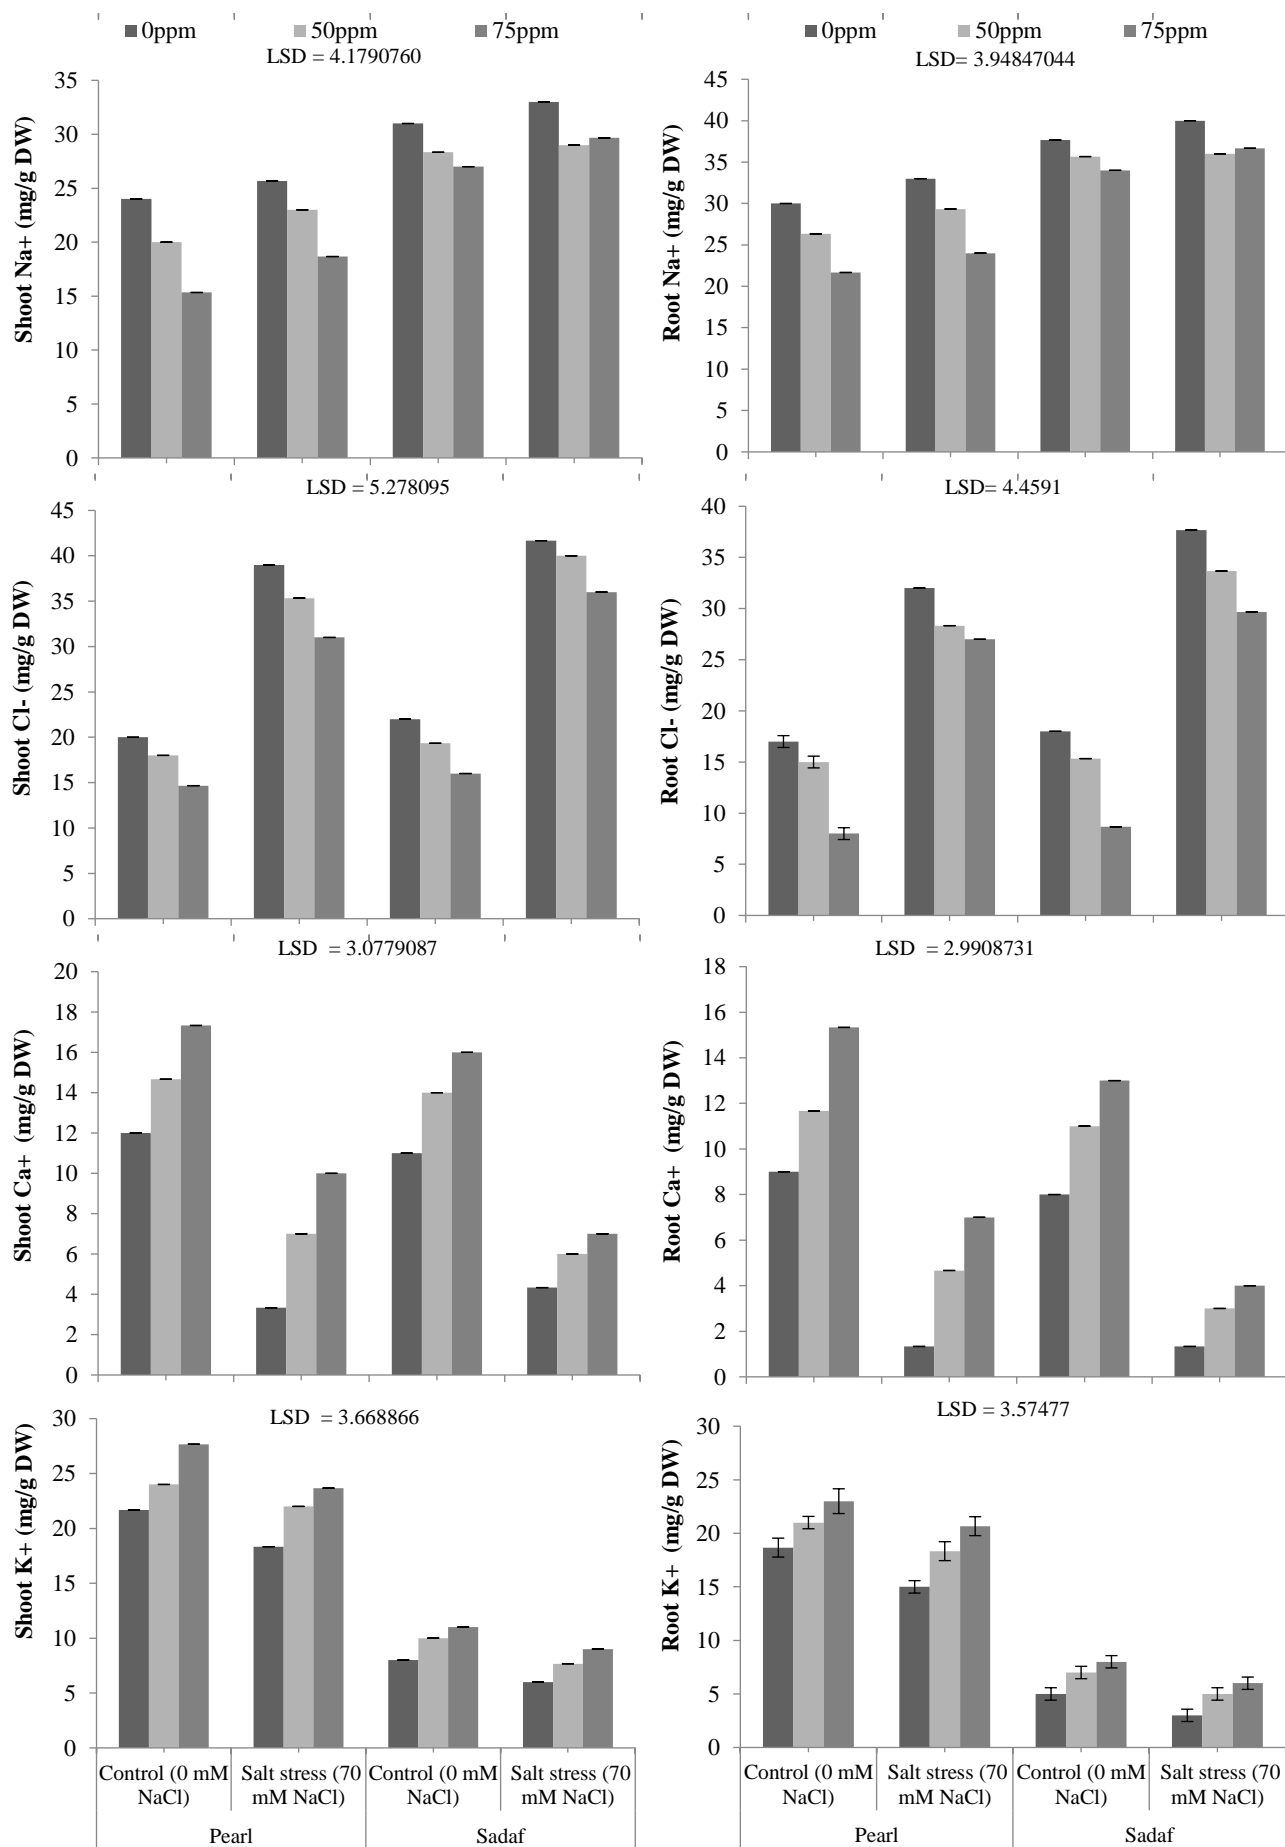 0ppm 50ppm 75ppm
LSD = 4.1790760
Shoot Na+ (mg/g DW)
35
30
25
20
15
10
5
0
0ppm 50ppm 75ppm
LSD= 3.94847044
Root Na+ (mg/g DW)
45
40
35
30
25
20
15
10
5
0
LSD = 5.278095
Shoot Cl- (mg/g DW)
45
40
35
30
25
20
15
10
5
0
LSD= 4.4591
Root Cl- (mg/g DW)
40
35
30
25
20
15
10
5
0
LSD = 3.0779087
Shoot Ca+ (mg/g DW)
20
18
16
14
12
10
8
6
4
2
0
LSD = 2.9908731
Root Ca+ (mg/g DW)
18
16
14
12
10
8
6
4
2
0
LSD = 3.668866
Shoot K+ (mg/g DW)
30
25
20
15
10
5
0
Control (0 mM NaCl)
Salt stress (70 mM NaCl)
Control (0 mM NaCl)
Salt stress (70 mM NaCl)
Pearl
Sadaf
LSD = 3.57477
Root K+ (mg/g DW)
30
25
20
15
10
5
0
Control (0 mM NaCl)
Salt stress (70 mM NaCl)
Control (0 mM NaCl)
Salt stress (70 mM NaCl)
Pearl
Sadaf